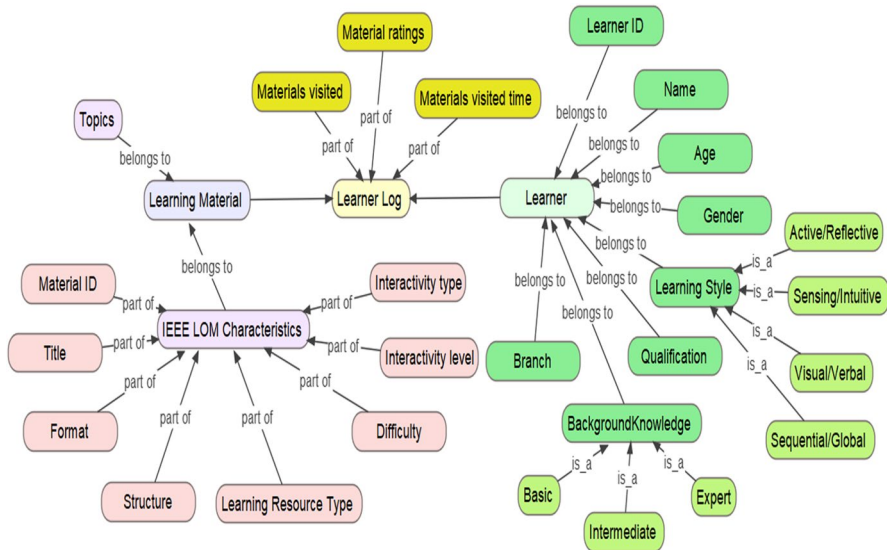 Material ratings
Learner ID
Materials visited
Materials visited time
Name
Topics
part of
part of
part of
belongs to
belongs to
Age
belongs to
belongs to
Learning Material
Learner Log
Learner
belongs to
Gender
Active/Reflective
belongs to
belongs to
is_a
Material ID
Interactivity type
belongs to
Learning Style
is_a
Sensing/Intuitive
part of
part of
belongs to
IEEE LOM Characteristics
is_a
Title
part of
part of
Interactivity level
Branch
Qualification
is_a
Visual/Verbal
part of
part of
part of
part of
Format
Difficulty
BackgroundKnowledge
Sequential/Global
is_a
is_a
is_a
Structure
Learning Resource Type
Basic
Expert
Intermediate